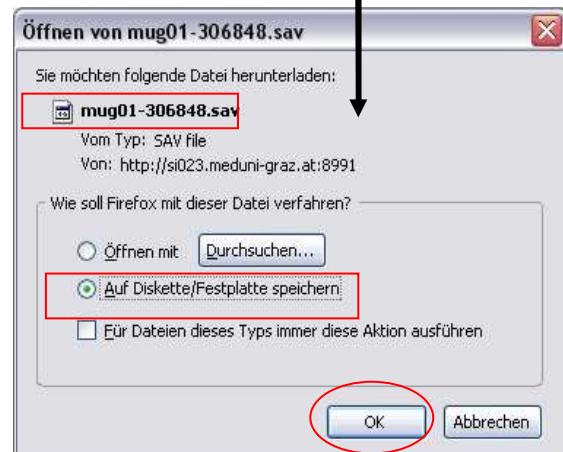 Öffnen von mug01-306848.sav
Sie möchten folgende Datei herunterladen:
mug01-306848.sav
Vom Typ: SAV file
Von: http://si023.meduni-graz.at:8991
Wie soll Firefox mit dieser Datei verfahren?
Öffnen mit Durchsuchen...
Auf Diskette/Festplatte speichern
Für Dateien dieses Typs immer diese Aktion ausführen
OK Abbrechen